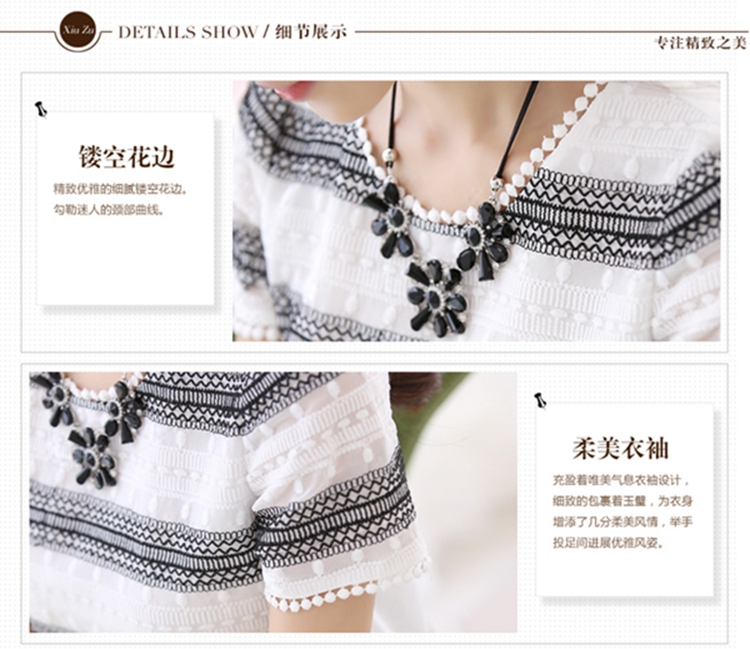 Xiu Zu
DETAILS SHOW / 细节展示
专注精致之美
镂空花边
精致优雅的细腻镂空花边。
勾勒迷人的颈部曲线。
柔美衣袖
充盈着唯美气息衣袖设计，
细致的包裹着玉璧，为衣身
增添了几分柔美风情，举手
投足间进展优雅风姿。